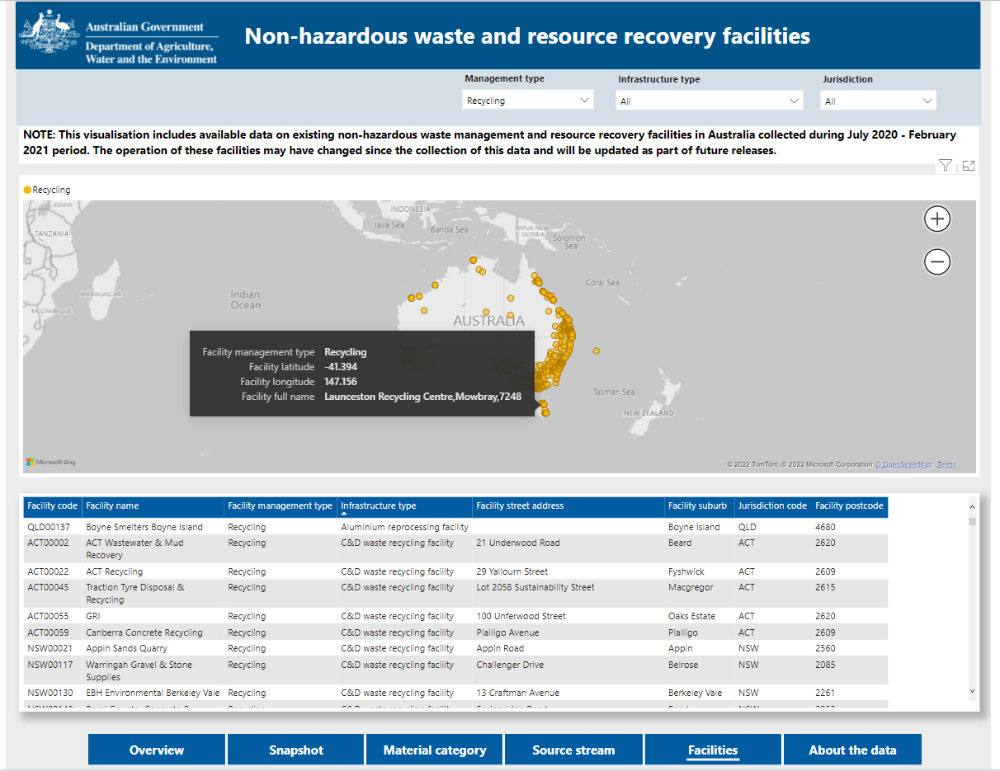 Australian Government
Department of Agriculture,
Water and the Environment
Non-hazardous waste and resource recovery facilities
Management type
Infrastructure type
Jurisdiction
Recycling
All
All
NOTE: This visualisation includes available data on existing non-hazardous waste management and resource recovery facilities in Australia collected during July 2020 - February
2021 period. The operation of these facilities may have changed since the collection of this data and will be updated as part of future releases.
Recycling
KENYA
TANZANIA
MADAGASCAR
MOZAMBIQUE
Indian
Ocean
INDONESIA
Java Sea
Banda Sea
PAPUA NEW
GUINEA
Solomon
Sea
Coral Sea
AUSTRALIA
Tasman Sea
NEW ZEALAND
Facility management type Recycling
Facility latitude -41.394
Facility longitude 147.156
Facility full name Launceston Recycling Centre,Mowbray,7248
Microsoft Bing
© 2022 TomTom, © 2022 Microsoft Corporation, © OpenStreetMap Terms
Facility code Facility name Facility management type Infrastructure type Facility street address Facility suburb Jurisdiction code Facility postcode
QLD00137 Boyne Smelters Boyne Island Recycling Aluminium reprocessing facility Boyne Island QLD 4680
ACT00002 ACT Wastewater & Mud Recycling C&D waste recycling facility 21 Underwood Road Beard ACT 2620
Recovery
ACT00022 ACT Recycling Recycling C&D waste recycling facility 29 Yallourn Street Fyshwick ACT 2609
ACT00045 Traction Tyre Disposal & Recycling C&D waste recycling facility Lot 2058 Sustainability Street Macgregor ACT 2615
Recycling
ACT00055 GRI Recycling C&D waste recycling facility 100 Unferwood Street Oaks Estate ACT 2620
ACT00059 Canberra Concrete Recycling Recycling C&D waste recycling facility Pialligo Avenue Pialligo ACT 2609
NSW00021 Appin Sands Quarry Recycling C&D waste recycling facility Appin Road Appin NSW 2560
NSW00117 Warringah Gravel & Stone Recycling C&D waste recycling facility Challenger Drive Belrose NSW 2085
Supplies
NSW00130 EBH Environmental Berkeley Vale Recycling C&D waste recycling facility 13 Craftman Avenue Berkeley Vale NSW 2261
Overview
Snapshot
Material category
Source stream
Facilities
About the data